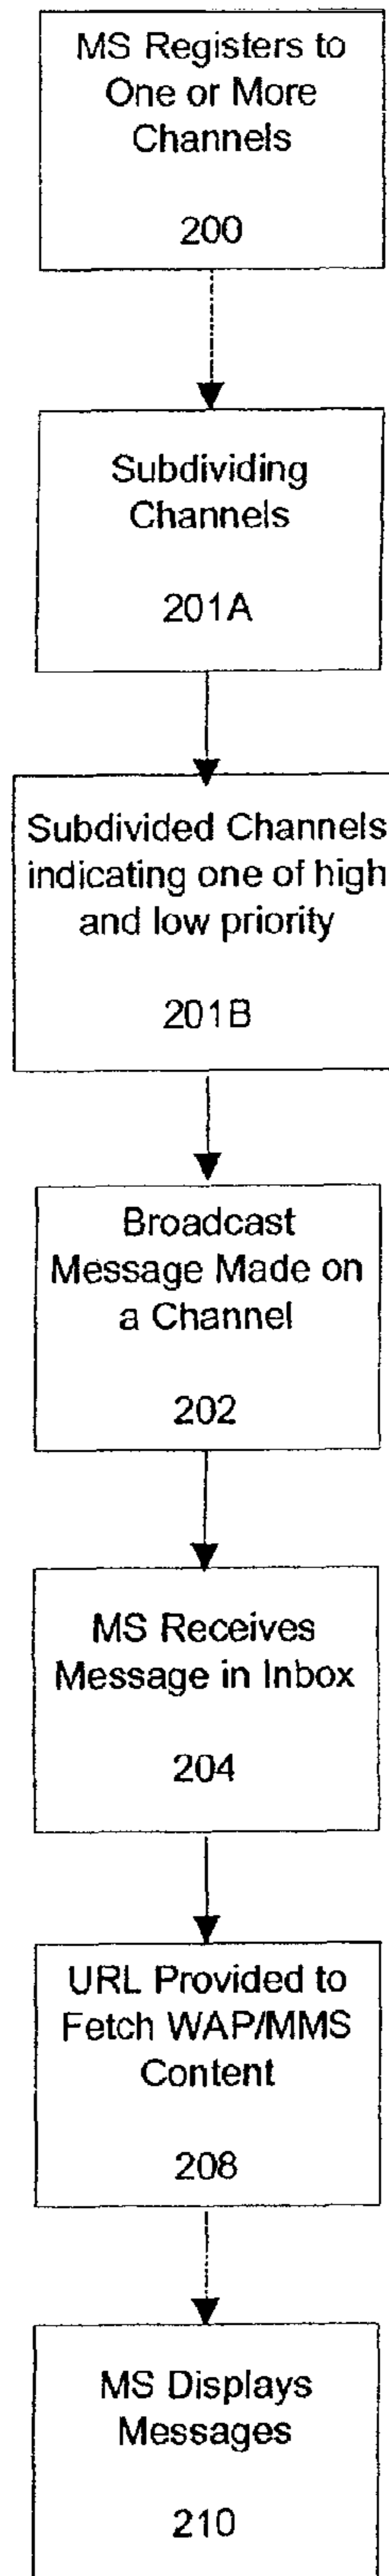 MS Registers to
One or More
Channels
200
Subdividing
Channels
201A
Subdivided Channels
indicating one of high
and low priority
201B
Broadcast
Message Made on
a Channel
202
MS Receives
Message in Inbox
204
URL Provided to
Fetch WAP/MMS
Content
208
MS Displays
Messages
210